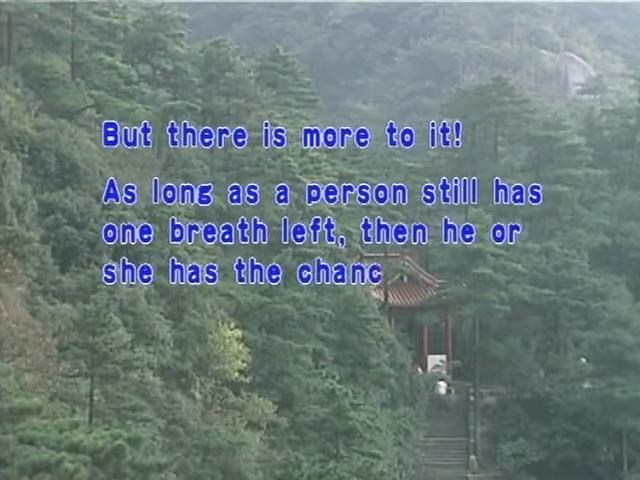 But there is more to it!
As long as a person still has
one breath left, then he or
she has the chanc